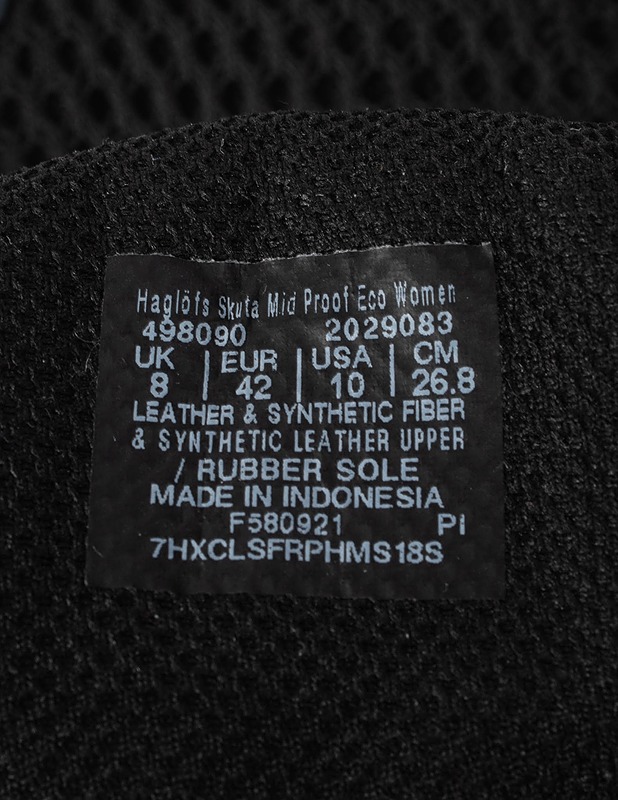 Haglöfs Skuta Mid Proof Eco Women
498090 2029083
UK | EUR | USA | CM
8 | 42 | 10 | 26.8
LEATHER & SYNTHETIC FIBER
& SYNTHETIC LEATHER UPPER
/ RUBBER SOLE
MADE IN INDONESIA
F580921 Pi
7HXCLSFRPHMS18S